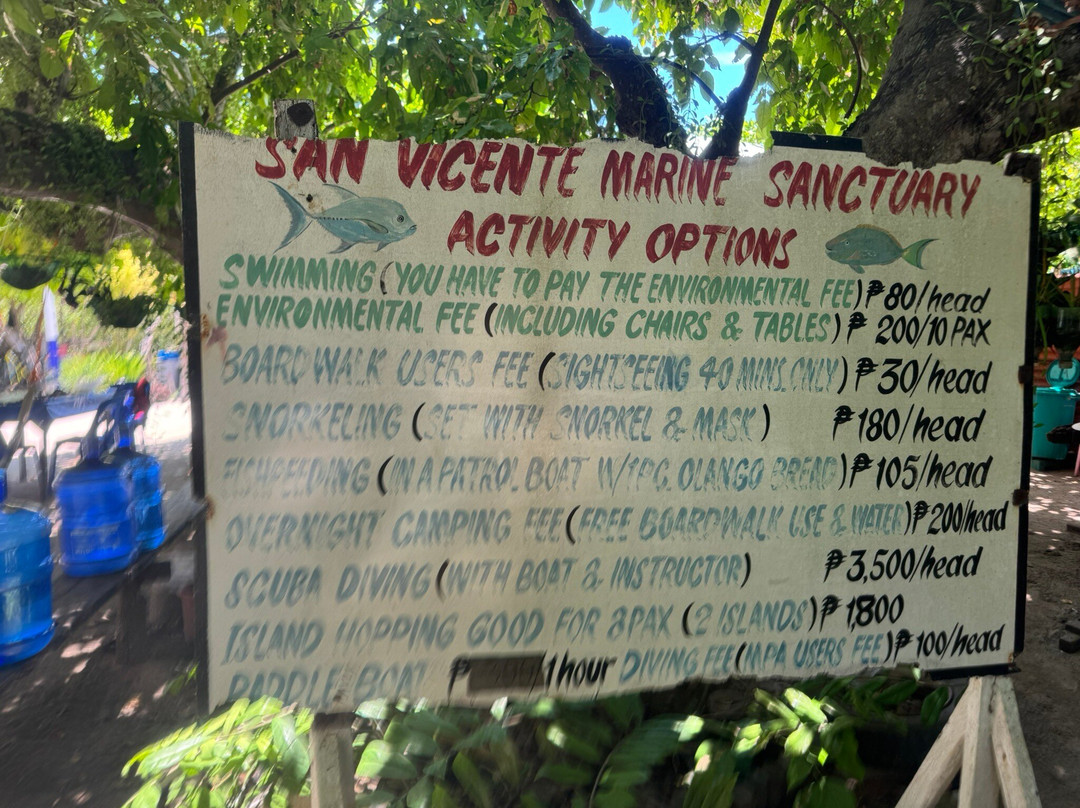 SAN VICENTE MARINE SANCTUARY
ACTIVITY OPTIONS
SWIMMING (YOU HAVE TO PAY THE ENVIRONMENTAL FEE) ₱80/head
ENVIRONMENTAL FEE (INCLUDING CHAIRS & TABLES) ₱ 200/10 PAX
BOARDWALK USERS FEE (SIGHTSEEING 40 MINS. ONLY) ₱30/head
SNORKELING (SET WITH SNORKEL & MASK) ₱180/head
FISHFEEDING (IN A PATROL BOAT W/1PC. OLANGO BREAD) ₱105/head
OVERNIGHT CAMPING FEE (FREE BOARDWALK USE & WATER) ₱200/head
SCUBA DIVING (WITH BOAT & INSTRUCTOR) ₱3,500/head
ISLAND HOPPING GOOD FOR 8PAX (2 ISLANDS) ₱1,800
PADDLE BOAT ₱ 1hour DIVING FEE (MPA USERS FEE) ₱100/head